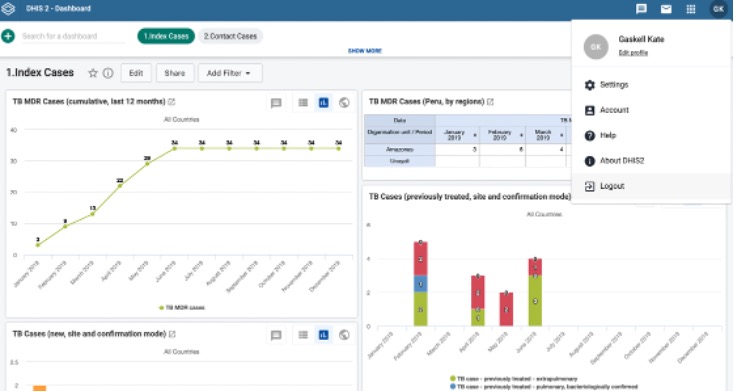 DHIS 2 - Dashboard
GK
Search for a dashboard
1.Index Cases
2.Contact Cases
SHOW MORE
GK
Gaskell Kate
Edit profile
Settings
Account
Help
About DHIS2
Logout
1.Index Cases
Edit
Share
Add Filter
TB MDR Cases (cumulative, last 12 months)
All Countries
40
30
20
10
0
3
9
13
22
29
34
34
34
34
34
34
34
January 2019
February 2019
March 2019
April 2019
May 2019
June 2019
July 2019
August 2019
September 2019
October 2019
November 2019
December 2019
TB MDR cases
TB MDR Cases (Peru, by regions)
Data
Organisation unit / Period
January 2019
February 2019
March 2019
Amazonas
3
6
4
Ucayali
TB Cases (previously treated, site and confirmation mode)
All Countries
6
4
2
0
January 2019
February 2019
March 2019
April 2019
May 2019
June 2019
July 2019
August 2019
September 2019
October 2019
November 2019
December 2019
TB case - previously treated - extrapulmonary
TB case - previously treated - pulmonary, bacteriologically confirmed
TB Cases (new, site and confirmation mode)
All Countries
2.5
2